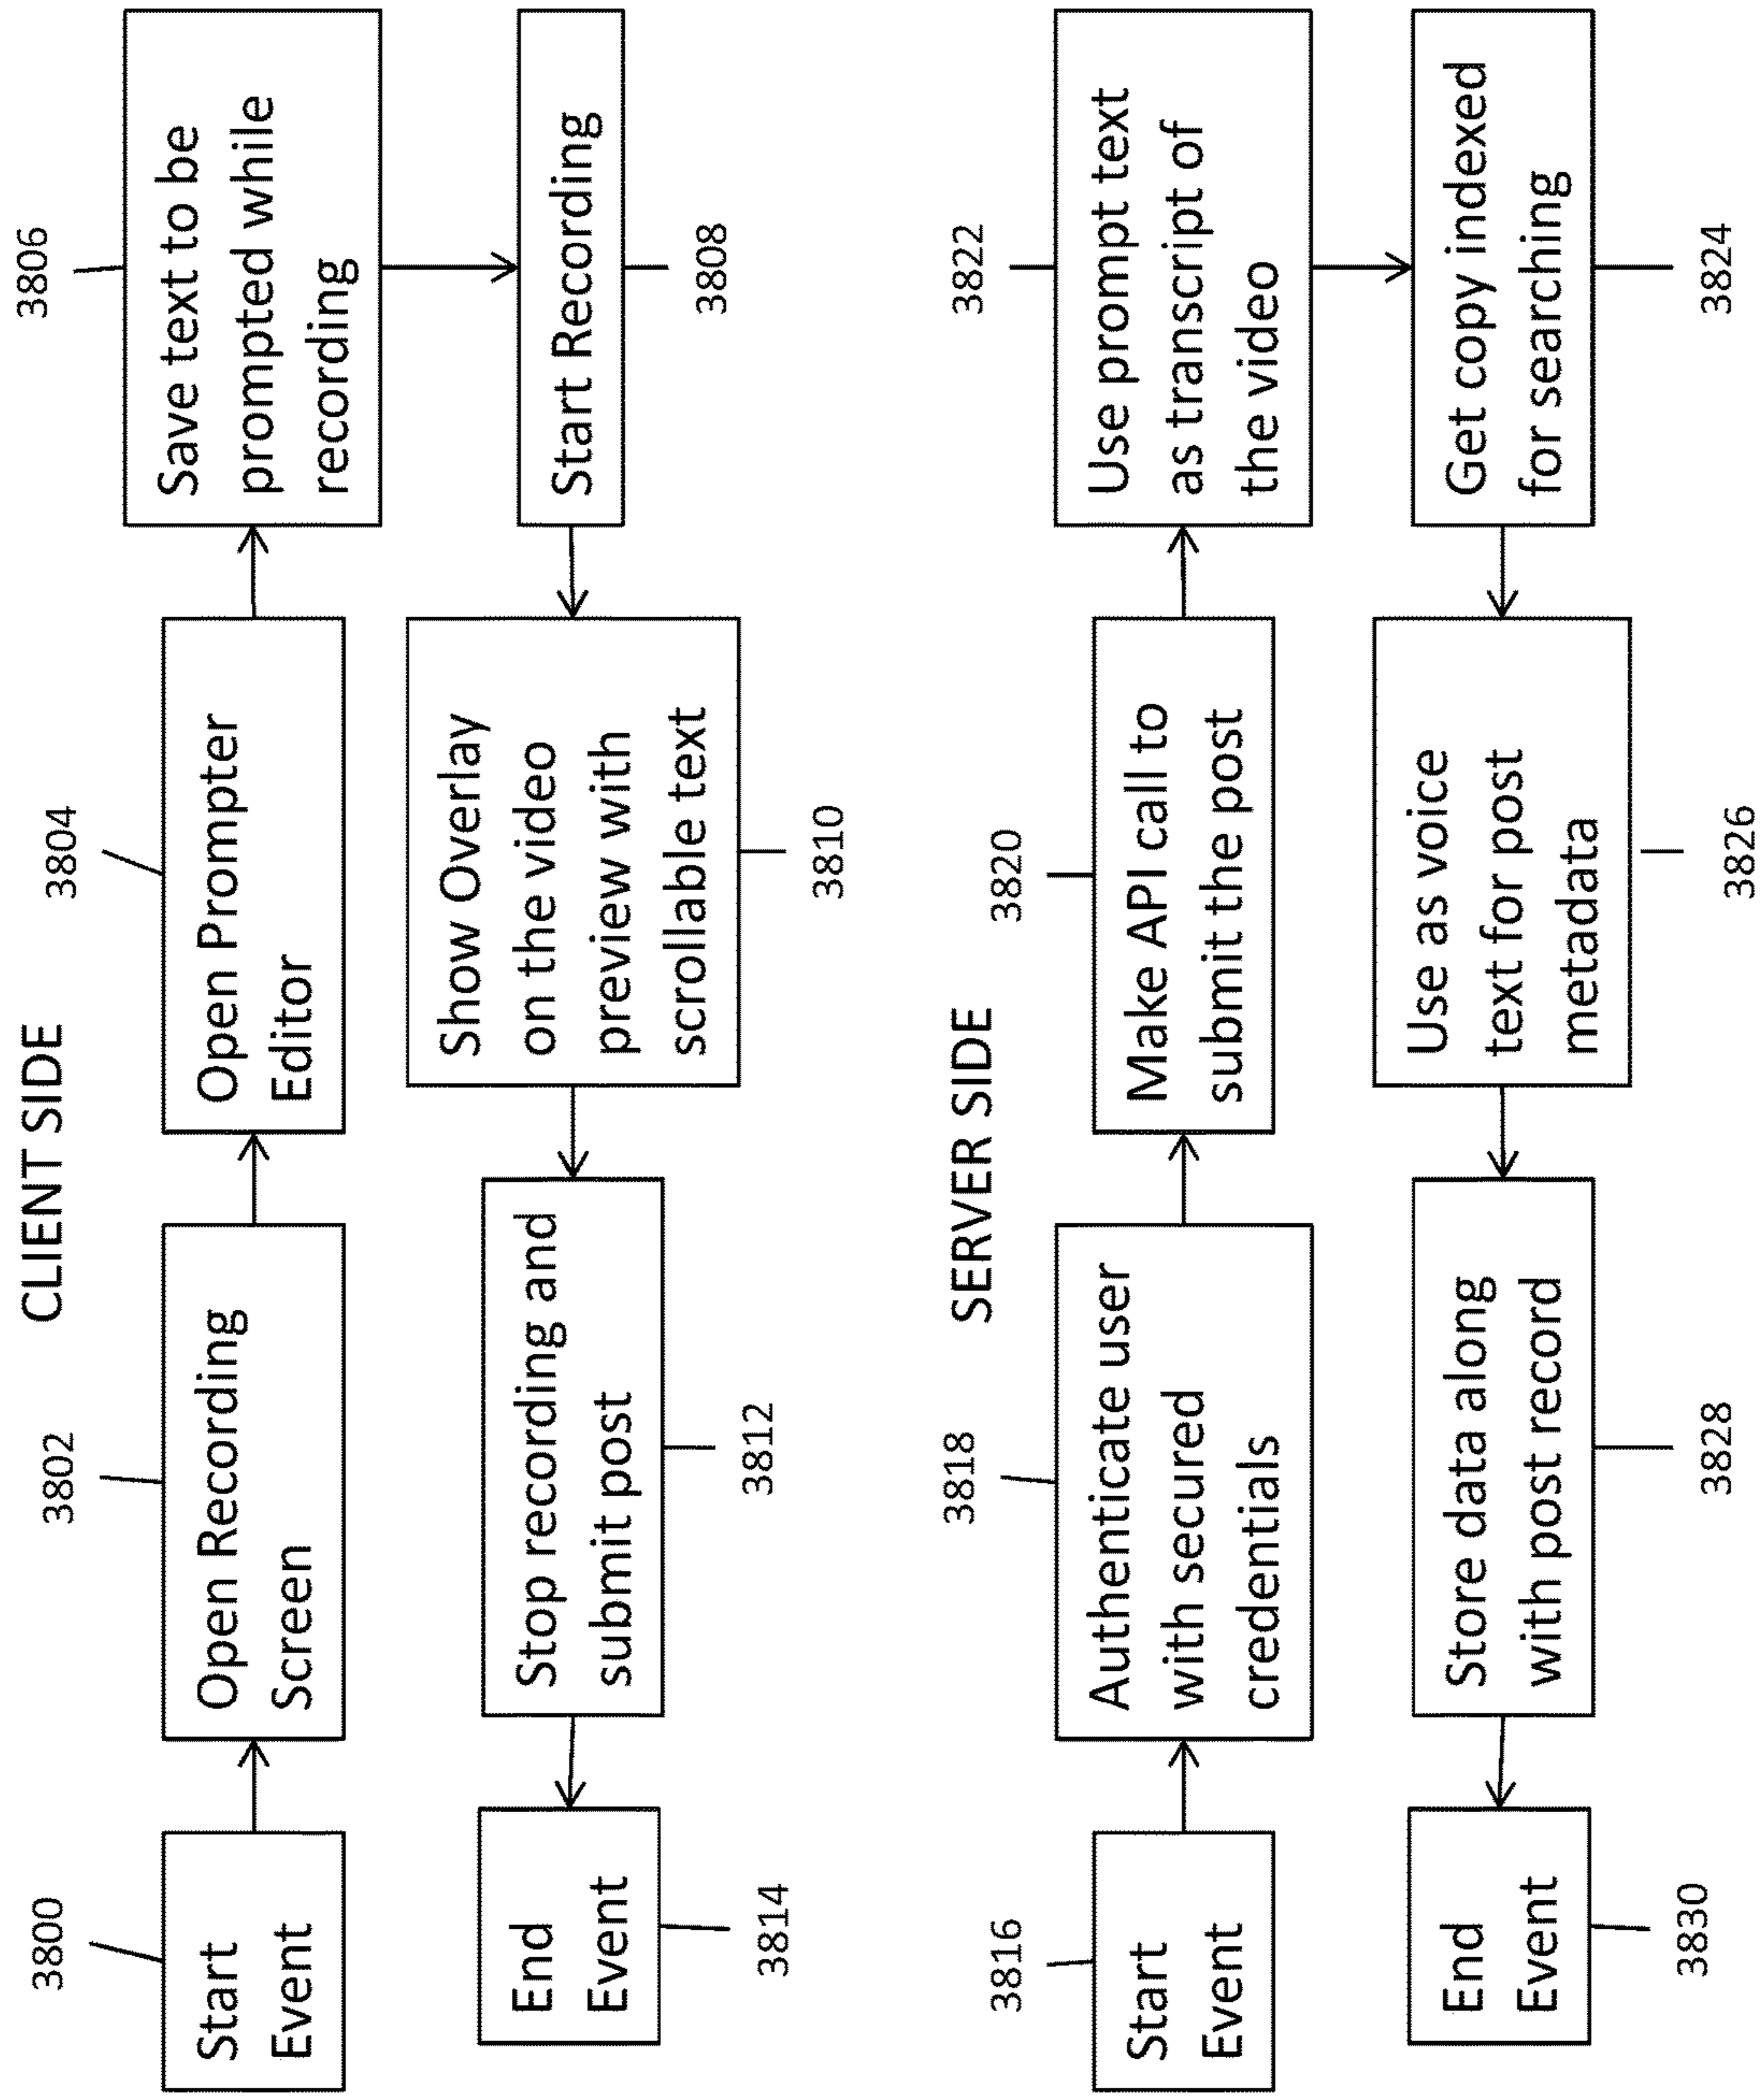 CLIENT SIDE
3800
Start
Event
3802
Open Recording
Screen
3804
Open Prompter
Editor
3806
Save text to be
prompted while
recording
Start Recording
3808
Show Overlay
on the video
preview with
scrollable text
3810
Stop recording and
submit post
3812
End
Event
3814
SERVER SIDE
3816
Start
Event
3818
Authenticate user
with secured
credentials
3820
Make API call to
submit the post
3822
Use prompt text
as transcript of
the video
Get copy indexed
for searching
3824
Use as voice
text for post
metadata
3826
Store data along
with post record
3828
End
Event
3830